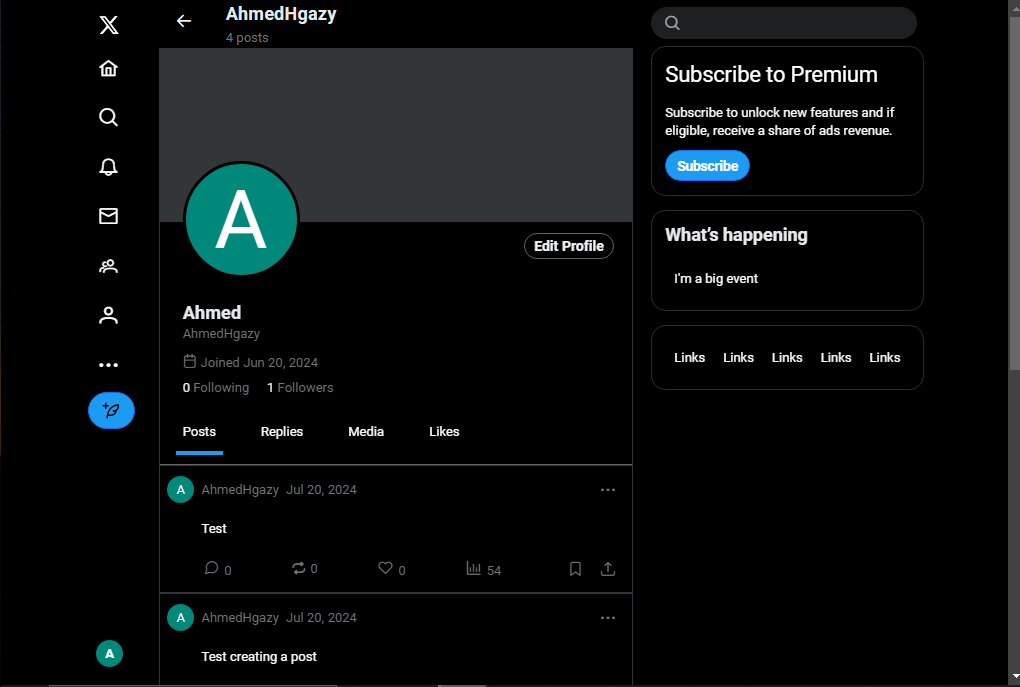 AhmedHgazy
4 posts
A
Edit Profile
Ahmed
AhmedHgazy
Joined Jun 20, 2024
0 Following 1 Followers
Posts Replies Media Likes
A AhmedHgazy Jul 20, 2024
Test
0 0 0 54
A AhmedHgazy Jul 20, 2024
Test creating a post
A
Subscribe to Premium
Subscribe to unlock new features and if
eligible, receive a share of ads revenue.
Subscribe
What’s happening
I'm a big event
Links Links Links Links Links